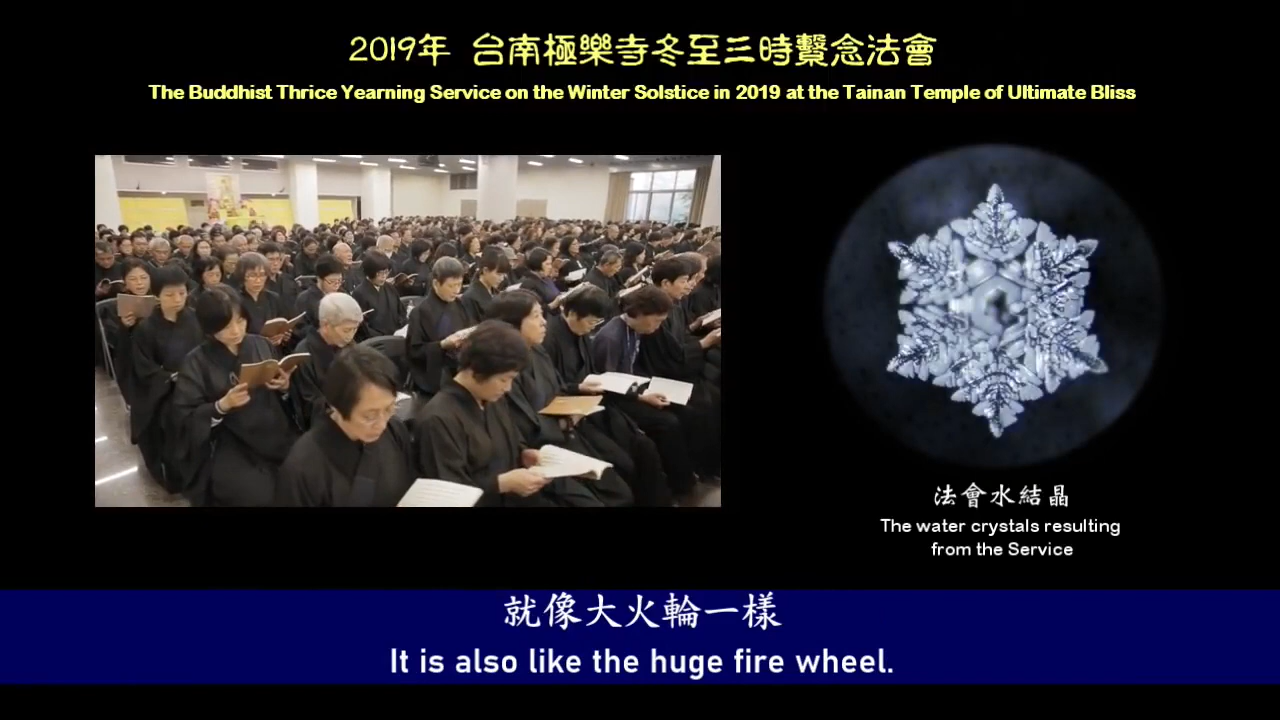 2019年 台南極樂寺冬至三時繫念法會
The Buddhist Thrice Yearning Service on the Winter Solstice in 2019 at the Tainan Temple of Ultimate Bliss
法會水結晶
The water crystals resulting
from the Service
就像大火輪一樣
It is also like the huge fire wheel.